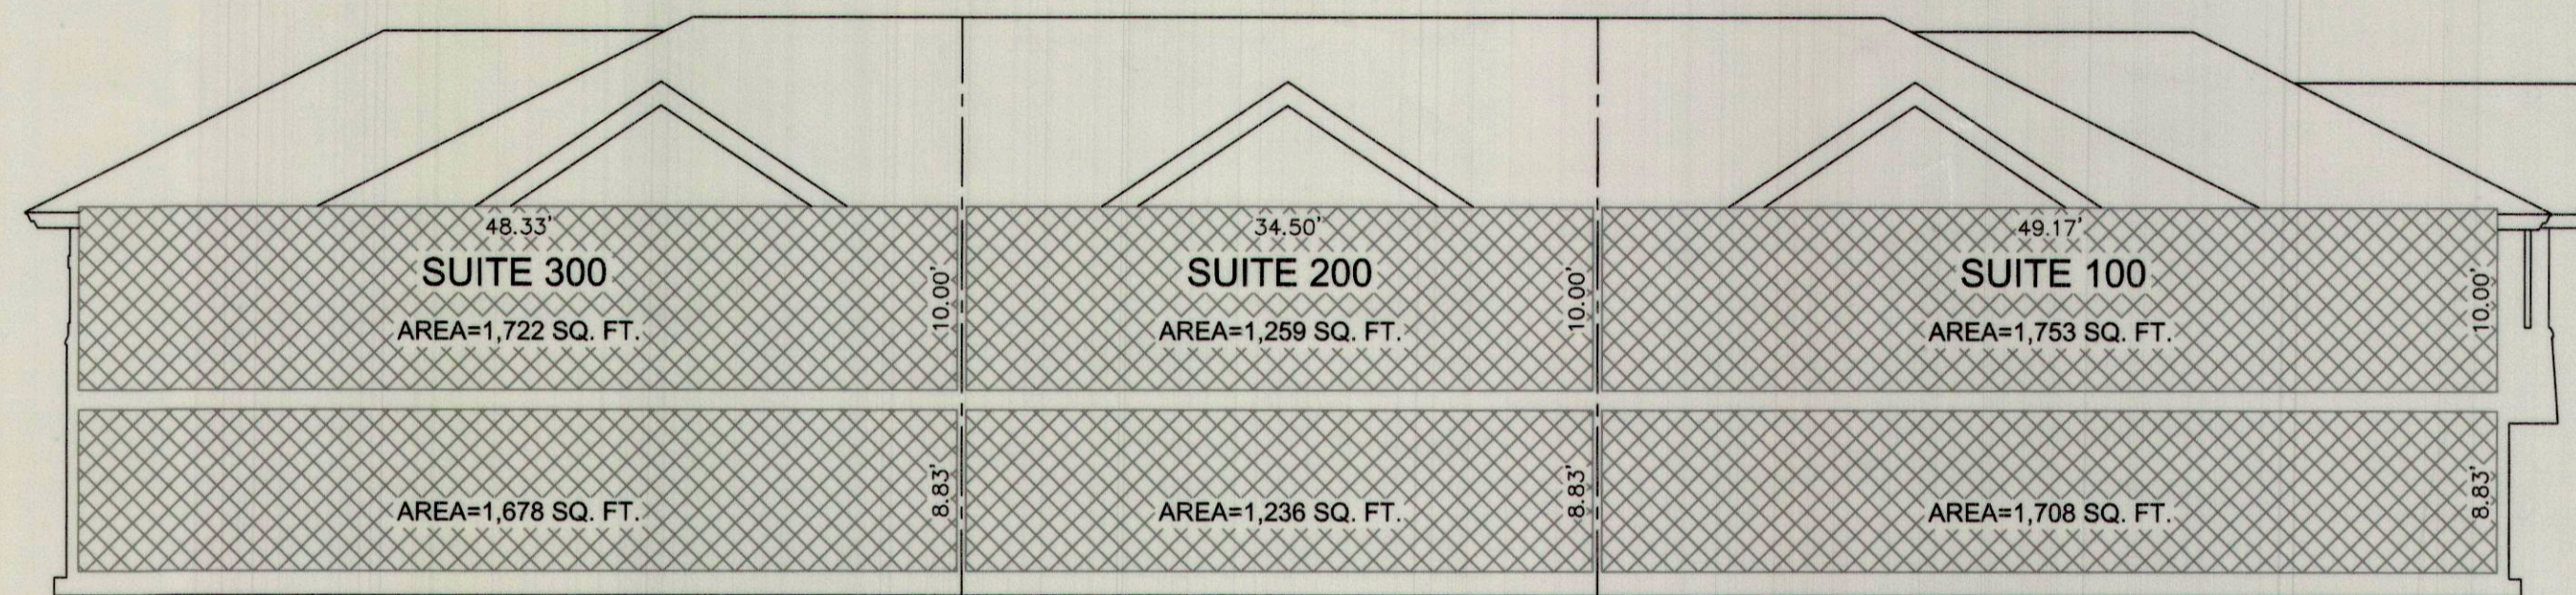 48.33'
SUITE 300
AREA=1,722 SQ. FT.
10.00'
34.50'
SUITE 200
AREA=1,259 SQ. FT.
10.00'
49.17'
SUITE 100
AREA=1,753 SQ. FT.
10.00'
AREA=1,678 SQ. FT.
8.83'
AREA=1,236 SQ. FT.
8.83'
AREA=1,708 SQ. FT.
8.83'